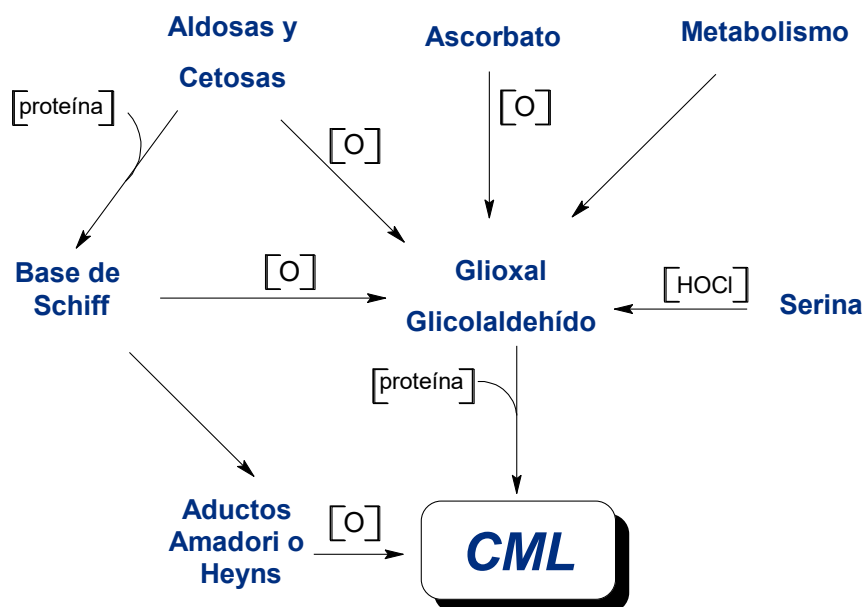 Aldosas y
Cetosas
Ascorbato
Metabolismo
[proteína]
[O]
[O]
Base de
Schiff
[O]
Glioxal
Glicolaldehído
[HOCl]
Serina
[proteína]
Aductos
Amadori o
Heyns
[O]
CML